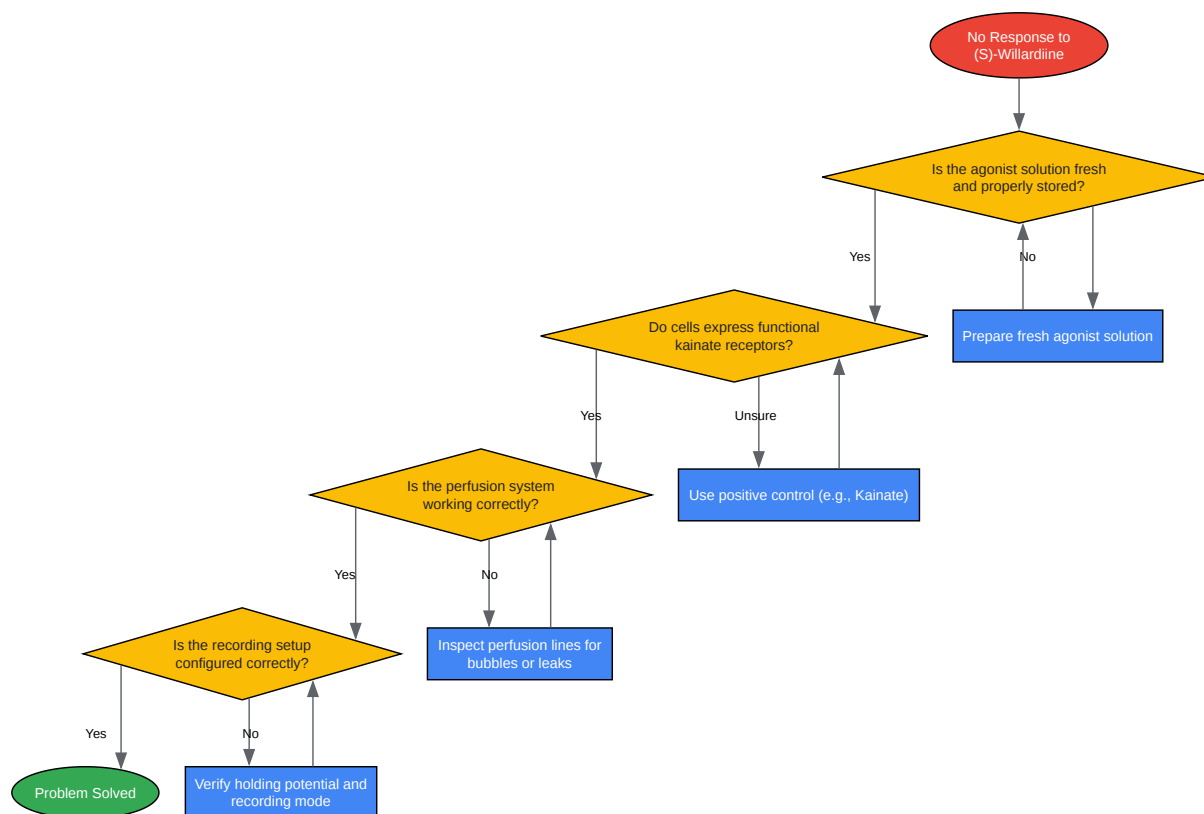 No Response to
(S)-Willardiine
Is the agonist solution fresh
and properly stored?
Yes
No
Do cells express functional
kainate receptors?
Prepare fresh agonist solution
Yes
Unsure
Is the perfusion system
working correctly?
Use positive control (e.g., Kainate)
Yes
No
Is the recording setup
configured correctly?
Inspect perfusion lines for
bubbles or leaks
Yes
No
Problem Solved
Verify holding potential and
recording mode